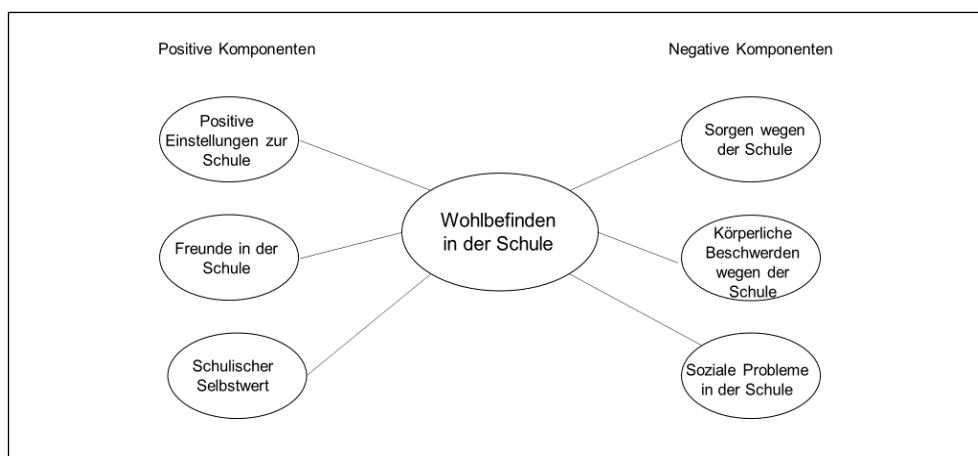 Positive Komponenten
Negative Komponenten
Positive
Einstellungen zur
Schule
Sorgen wegen
der Schule
Wohlbefinden
in der Schule
Freunde in der
Schule
Körperliche
Beschwerden
wegen der
Schule
Schulischer
Selbstwert
Soziale Probleme
in der Schule